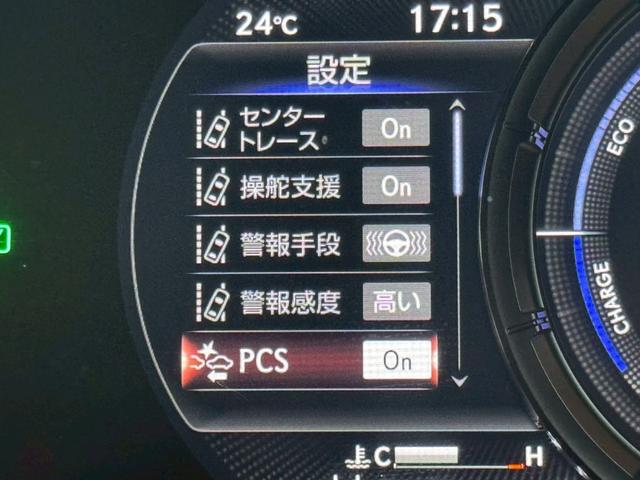 24℃
17:15
設定
センター
トレース
On
操舵支援 On
警報手段
警報感度 高い
PCS On
ECO
CHARGE
C H